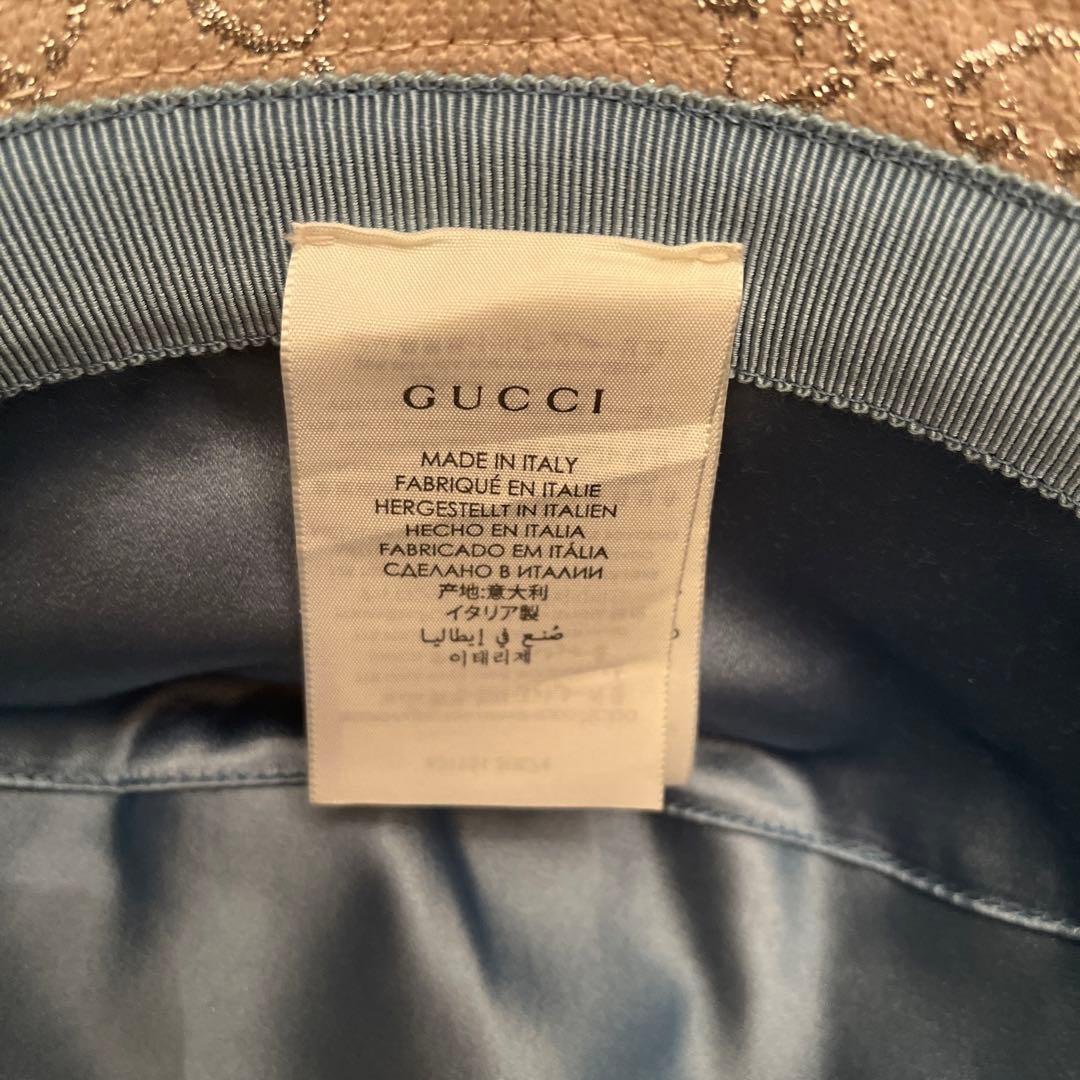 GUCCI
MADE IN ITALY
FABRIQUÉ EN ITALIE
HERGESTELLT IN ITALIEN
HECHO EN ITALIA
FABRICADO EM ITÁLIA
СДЕЛАНО В ИТАЛИИ
产地:意大利
イタリア製
صُنع في إيطاليا
이태리제